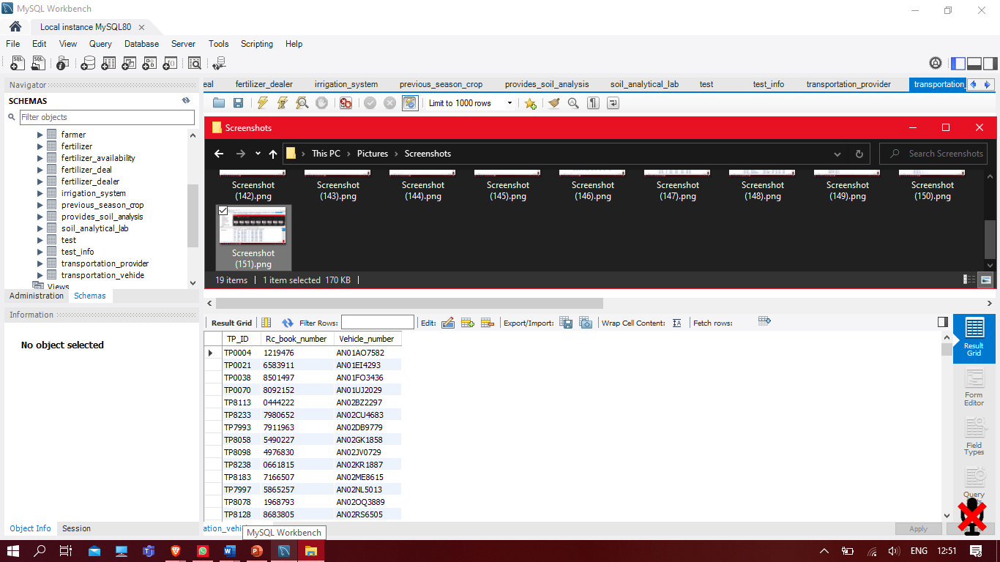 MySQL Workbench
Local instance MySQL80
File Edit View Query Database Server Tools Scripting Help
Navigator
SCHEMAS
Filter objects
farmer
fertilizer
fertilizer_availability
fertilizer_deal
fertilizer_dealer
irrigation_system
previous_season_crop
provides_soil_analysis
soil_analytical_lab
test
test_info
transportation_provider
transportation_vehicle
Views
Administration Schemas
Information
No object selected
Object Info Session
eal fertilizer_dealer irrigation_system previous_season_crop provides_soil_analysis soil_analytical_lab test test_info transportation_provider transportation_
Limit to 1000 rows
Screenshots
This PC Pictures Screenshots
Search Screenshots
Screenshot Screenshot Screenshot Screenshot Screenshot Screenshot Screenshot Screenshot Screenshot
(142).png (143).png (144).png (145).png (146).png (147).png (148).png (149).png (150).png
Screenshot
(151).png
19 items 1 item selected 170 KB
Result Grid Filter Rows: Edit: Export/Import: Wrap Cell Content: Fetch rows:
TP_ID Rc_book_number Vehicle_number
TP0004 1219476 AN01AO7582
TP0021 6583911 AN01EI4293
TP0038 8501497 AN01FO3436
TP0070 8092152 AN01UJ2029
TP8113 0444222 AN02BZ2297
TP8233 7980652 AN02CU4683
TP7993 7911963 AN02DB9779
TP8058 5490227 AN02GK1858
TP8098 4976830 AN02JV0729
TP8238 0661815 AN02KR1887
TP8183 7166507 AN02ME8615
TP7997 5865257 AN02NL5013
TP8078 1968793 AN02OQ3889
TP8128 8683805 AN02RS6505
Result
Grid
Form
Editor
Field
Types
Query
ation_vehi
Apply
MySQL Workbench
ENG 12:51